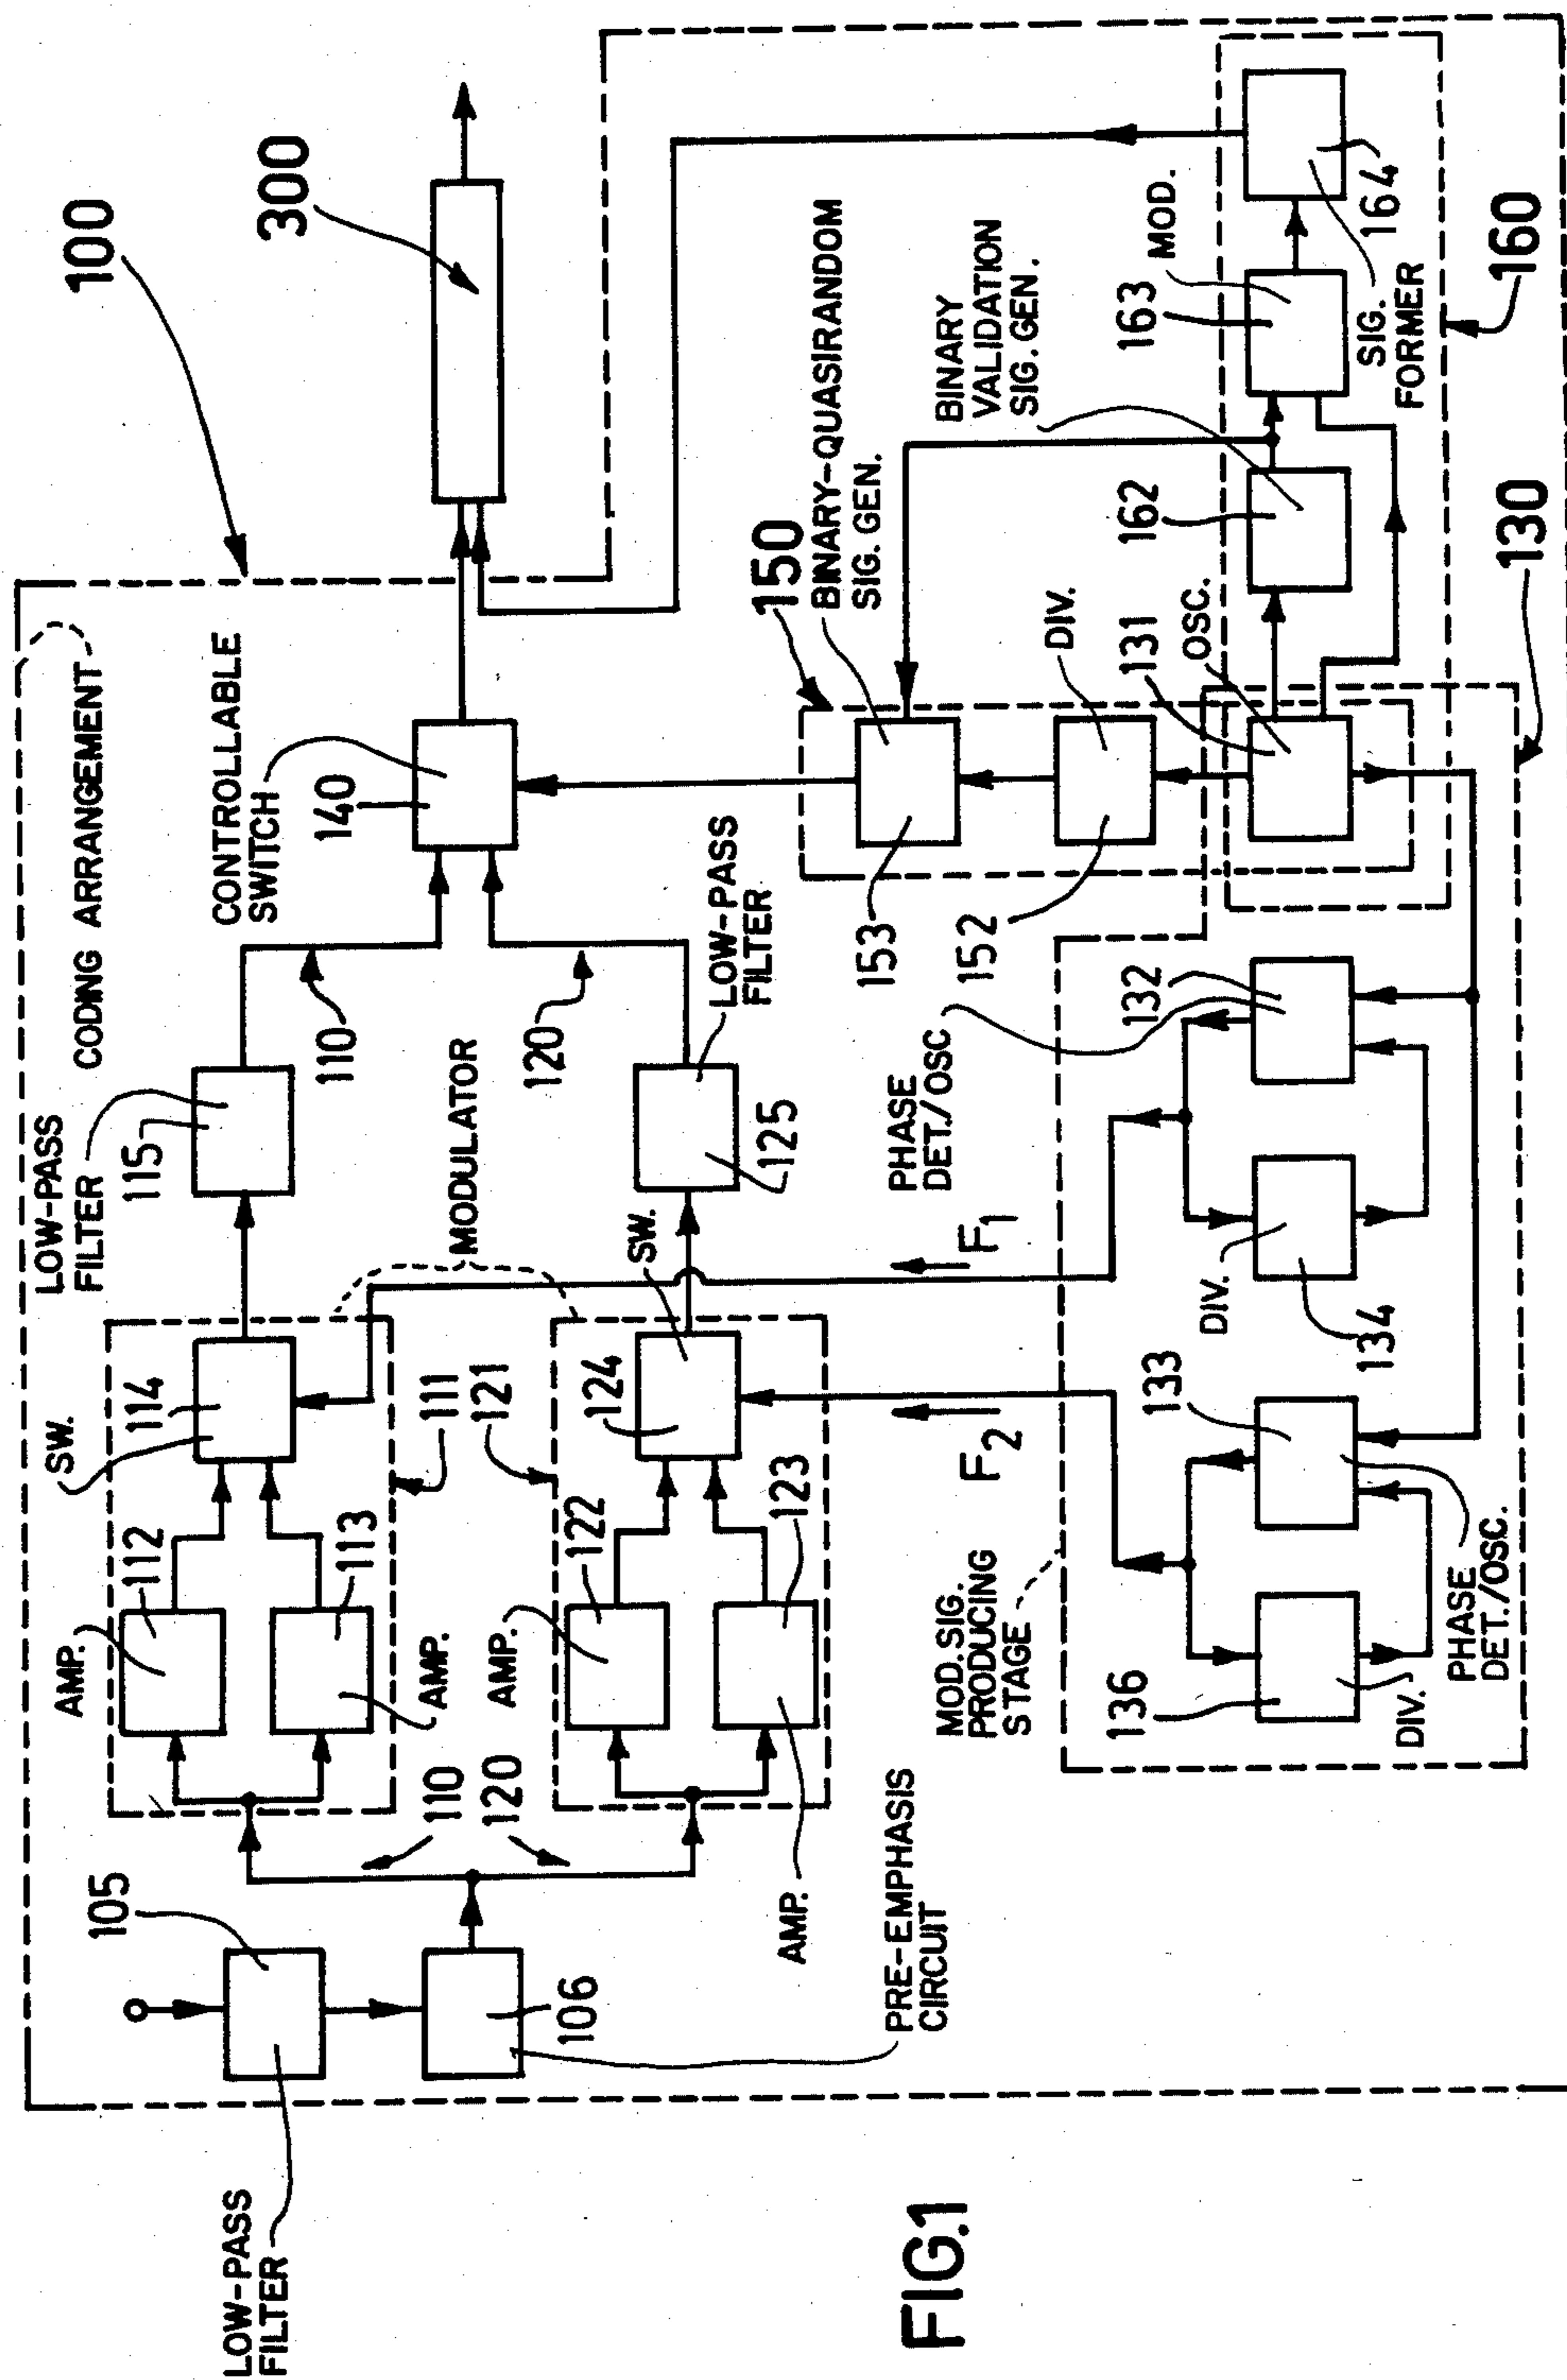 100
300
CODING ARRANGEMENT
LOW-PASS
FILTER
115
CONTROLLABLE
SWITCH
140
110
120
MODULATOR
LOW-PASS
FILTER
125
SW.
114
111
AMP.
112
113
AMP.
105
LOW-PASS
FILTER
106
PRE-EMPHASIS
CIRCUIT
110
120
121
SW.
124
AMP.
122
123
AMP.
F1
F2
150
BINARY-QUASIRANDOM
SIG. GEN.
153
DIV.
152
BINARY
VALIDATION
SIG. GEN.
162
163
MOD.
164
SIG.
FORMER
160
131
OSC.
130
PHASE
DET./OSC
132
DIV.
134
133
PHASE
DET./OSC.
MOD. SIG.
PRODUCING
STAGE
136
DIV.
FIG.1